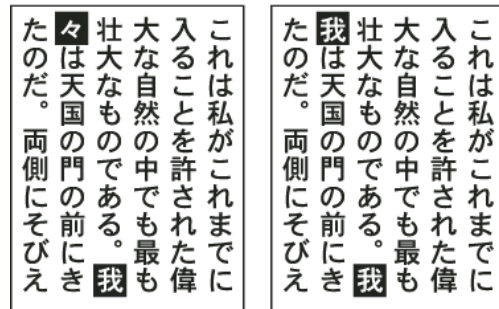 これは私がこれまでに
入ることを許された偉
大な自然の中でも最も
壮大なものである。我
々は天国の門の前にき
たのだ。両側にそびえ
これは私がこれまでに
入ることを許された偉
大な自然の中でも最も
壮大なものである。我
我は天国の門の前にき
たのだ。両側にそびえ